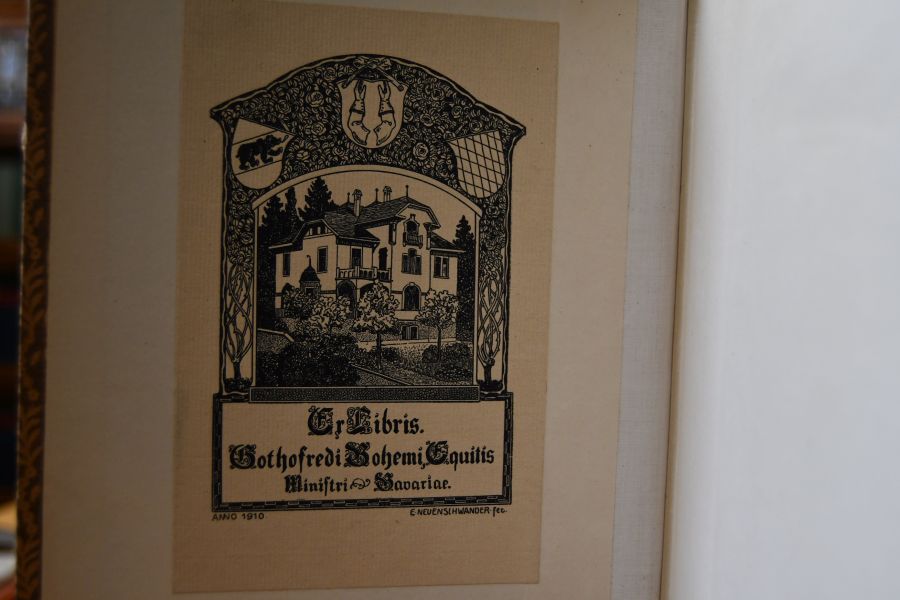 Ex Libris.
Gothofredi Bohemi, Equitis
Miniſtri Bavariae.
ANNO 1910.
E. NEUENSCHWANDER fec.